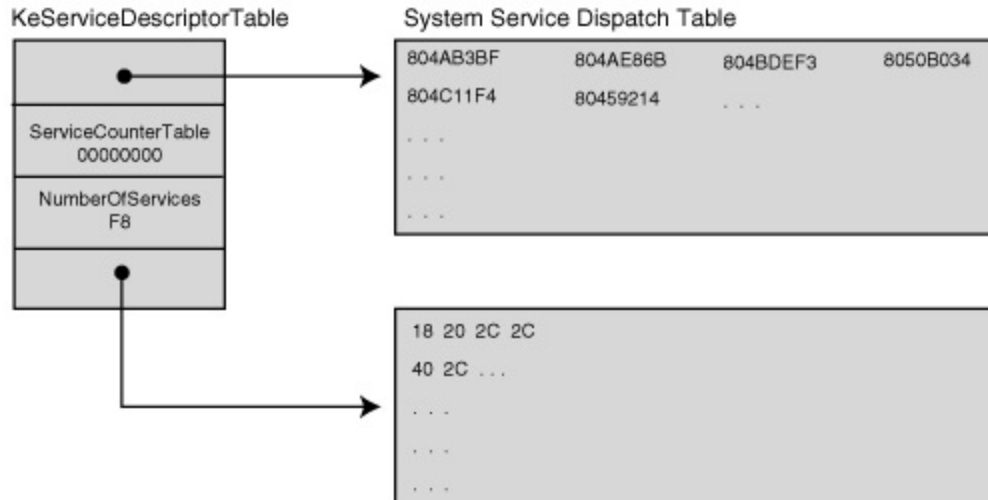 KeServiceDescriptorTable
ServiceCounterTable
00000000
NumberOfServices
F8
System Service Dispatch Table
804AB3BF 804AE86B 804BDEF3 8050B034
804C11F4 80459214 . . .
. . .
. . .
. . .
18 20 2C 2C
40 2C . . .
. . .
. . .
. . .